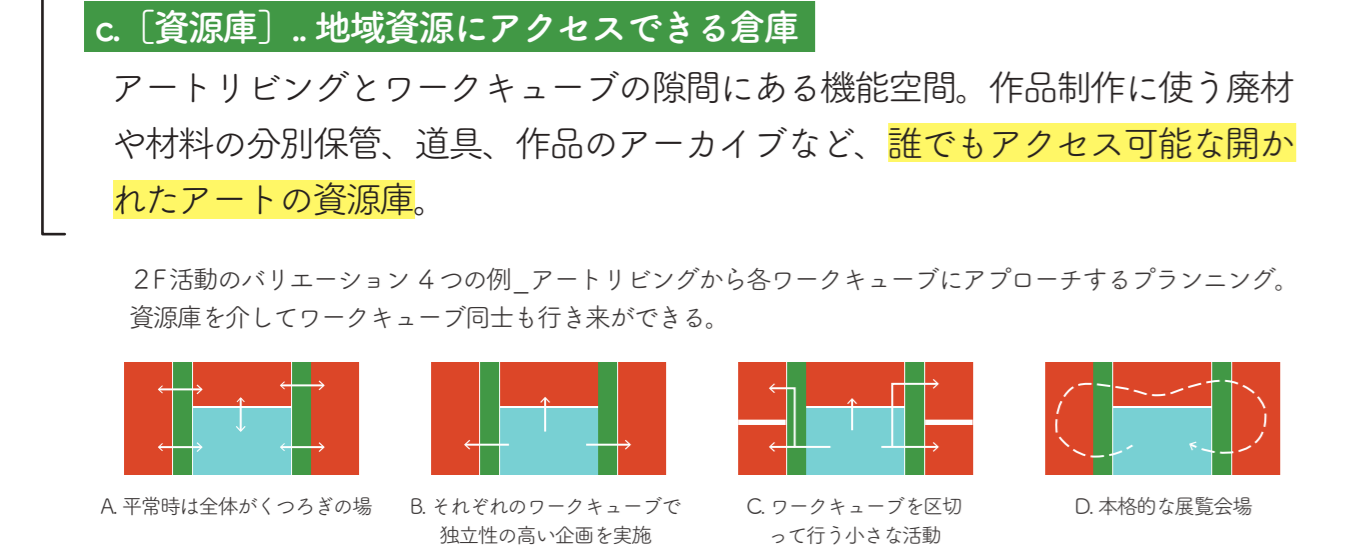 c.［資源庫］.. 地域資源にアクセスできる倉庫
アートリビングとワークキューブの隙間にある機能空間。作品制作に使う廃材
や材料の分別保管、道具、作品のアーカイブなど、誰でもアクセス可能な開か
れたアートの資源庫。
2F活動のバリエーション 4つの例_アートリビングから各ワークキューブにアプローチするプランニング。
資源庫を介してワークキューブ同士も行き来ができる。
A. 平常時は全体がくつろぎの場
B. それぞれのワークキューブで
独立性の高い企画を実施
C. ワークキューブを区切
って行う小さな活動
D. 本格的な展覧会場